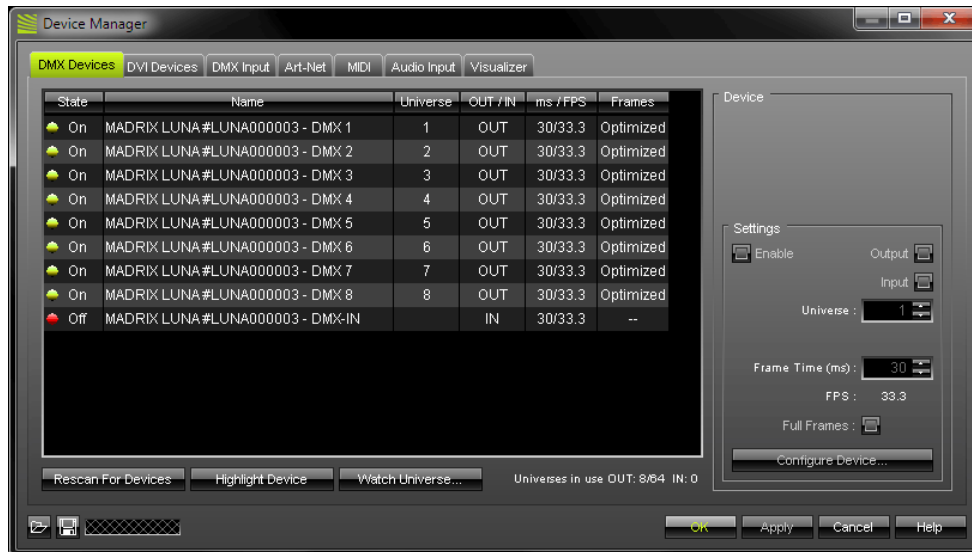 Device Manager
DMX Devices DVI Devices DMX Input Art-Net MIDI Audio Input Visualizer
State Name Universe OUT / IN ms / FPS Frames
On MADRIX LUNA #LUNA000003 - DMX 1 1 OUT 30/33.3 Optimized
On MADRIX LUNA #LUNA000003 - DMX 2 2 OUT 30/33.3 Optimized
On MADRIX LUNA #LUNA000003 - DMX 3 3 OUT 30/33.3 Optimized
On MADRIX LUNA #LUNA000003 - DMX 4 4 OUT 30/33.3 Optimized
On MADRIX LUNA #LUNA000003 - DMX 5 5 OUT 30/33.3 Optimized
On MADRIX LUNA #LUNA000003 - DMX 6 6 OUT 30/33.3 Optimized
On MADRIX LUNA #LUNA000003 - DMX 7 7 OUT 30/33.3 Optimized
On MADRIX LUNA #LUNA000003 - DMX 8 8 OUT 30/33.3 Optimized
Off MADRIX LUNA #LUNA000003 - DMX-IN IN 30/33.3 --
Rescan For Devices Highlight Device Watch Universe... Universes in use OUT: 8/64 IN: 0
Device
Settings
Enable Output
Input
Universe : 1
Frame Time (ms) : 30
FPS : 33.3
Full Frames :
Configure Device...
OK Apply Cancel Help